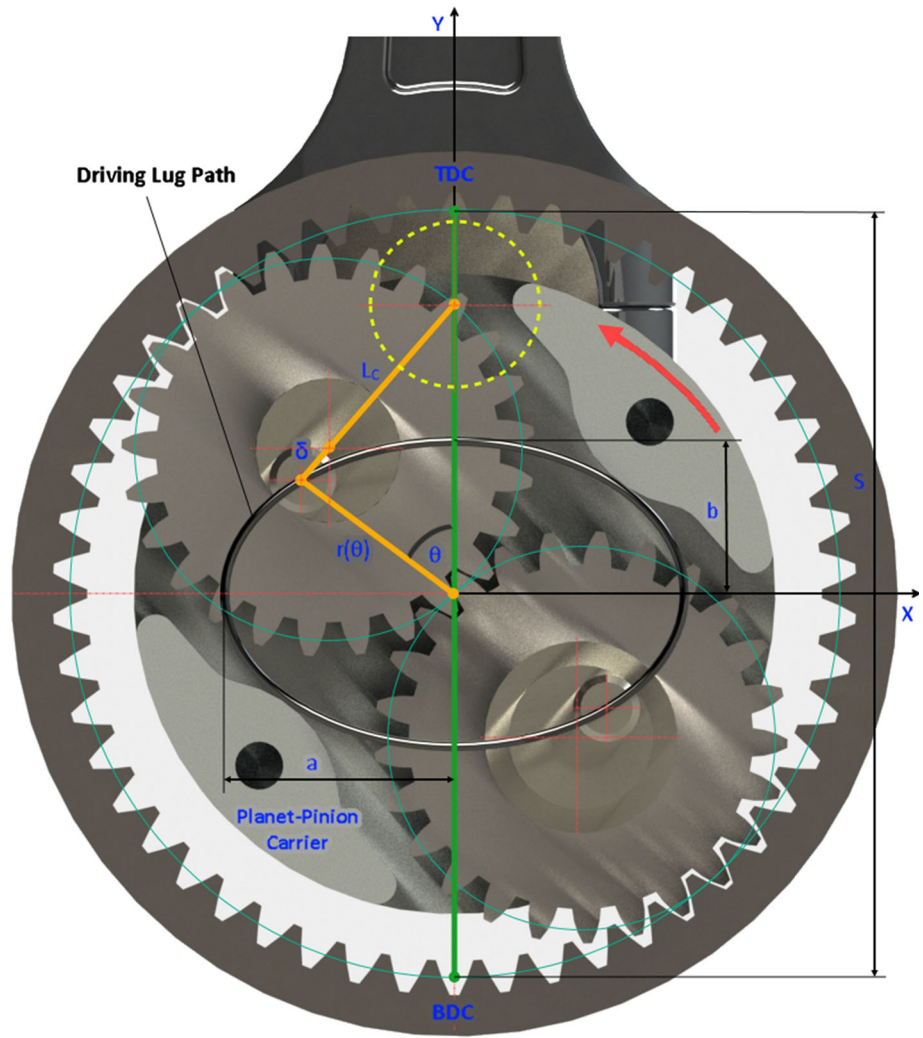 Y
Driving Lug Path
TDC
Lc
δ
r(θ)
θ
b
S
X
a
Planet-Pinion
Carrier
BDC